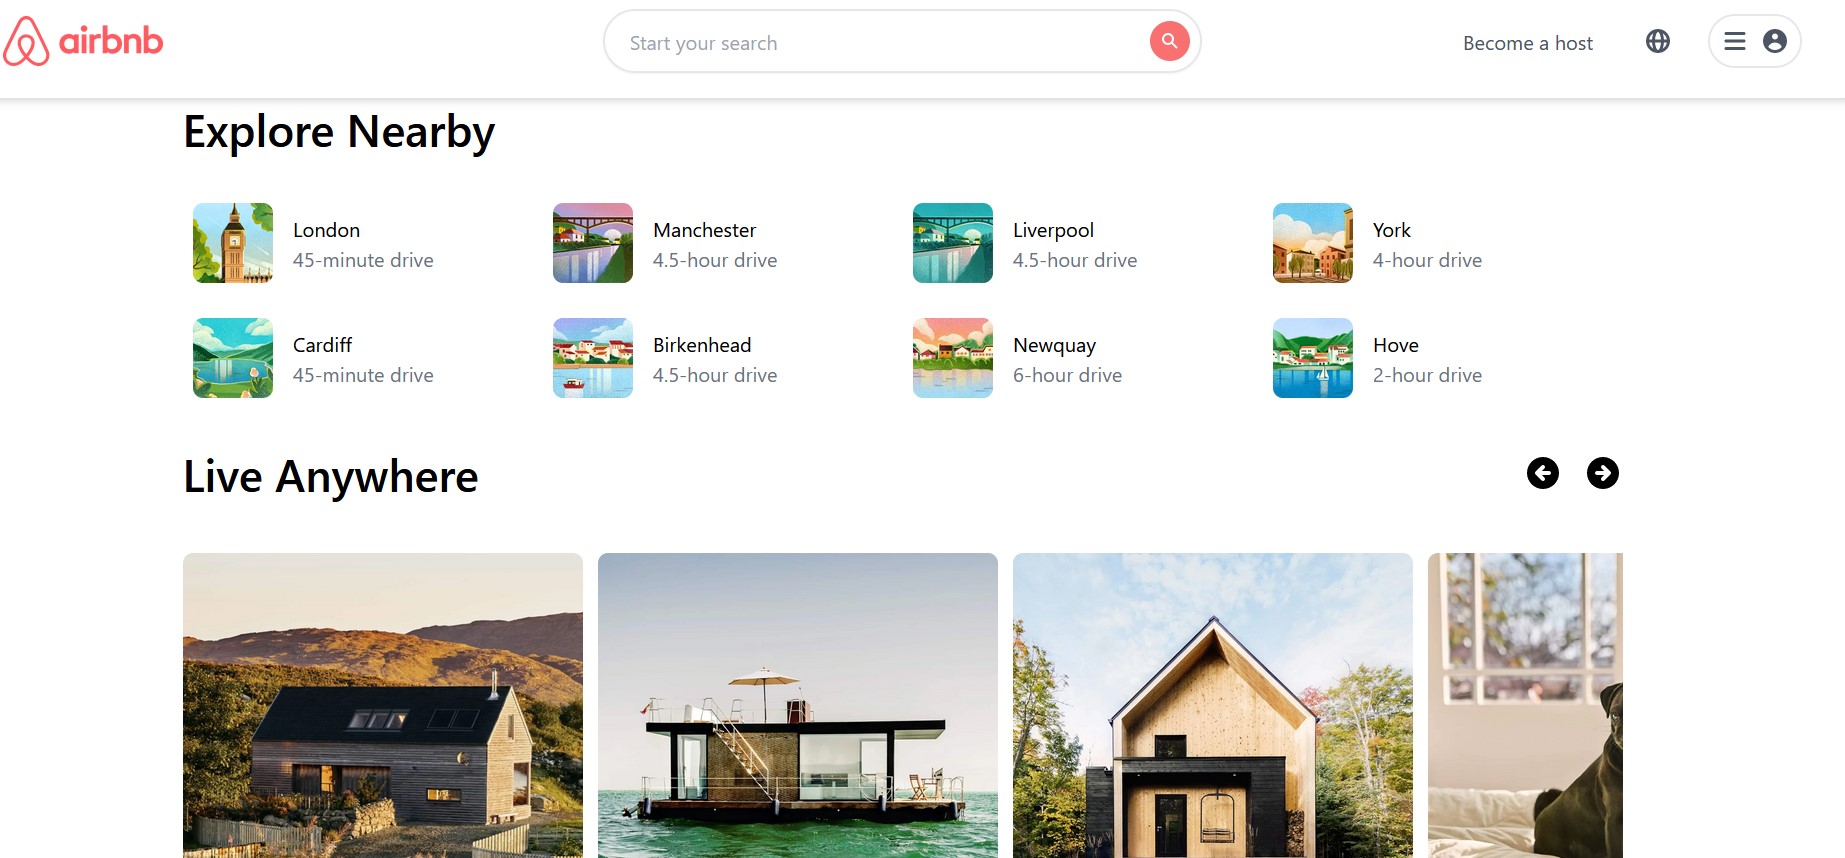 airbnb
Start your search
Become a host
Explore Nearby
London
45-minute drive
Manchester
4.5-hour drive
Liverpool
4.5-hour drive
York
4-hour drive
Cardiff
45-minute drive
Birkenhead
4.5-hour drive
Newquay
6-hour drive
Hove
2-hour drive
Live Anywhere